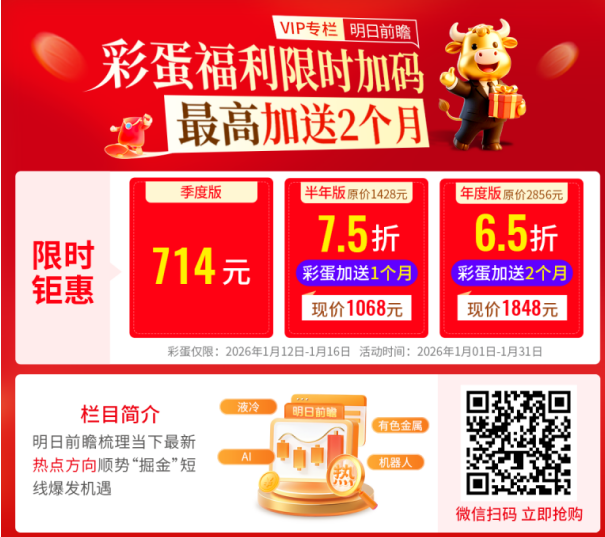 VIP专栏 明日前瞻
彩蛋福利限时加码
最高加送2个月
限时
钜惠
季度版
714元
半年版 原价1428元
7.5折
彩蛋加送1个月
现价1068元
年度版 原价2856元
6.5折
彩蛋加送2个月
现价1848元
彩蛋仅限：2026年1月12日-1月16日 活动时间：2026年1月01日-1月31日
栏目简介
明日前瞻梳理当下最新
热点方向顺势“掘金”短
线爆发机遇
液冷
明日前瞻
有色金属
AI
机器人
热
微信扫码 立即抢购